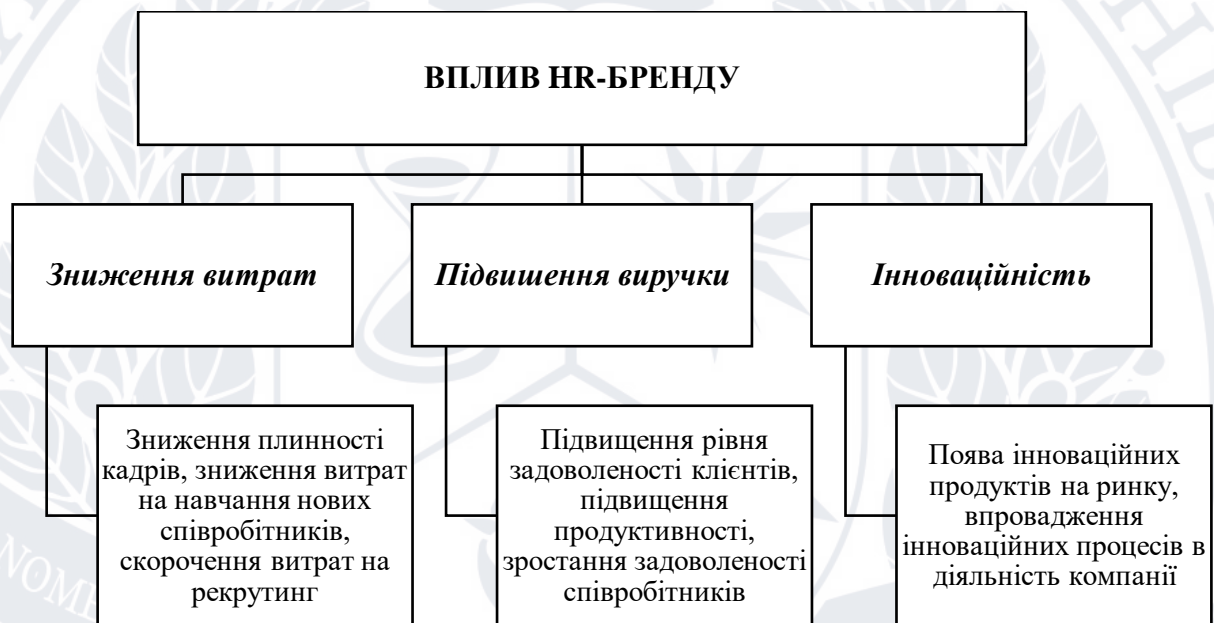 ВПЛИВ HR-БРЕНДУ
Зниження витрат
Підвишення виручки
Інноваційність
Зниження плинності
кадрів, зниження витрат
на навчання нових
співробітників,
скорочення витрат на
рекрутинг
Підвищення рівня
задоволеності клієнтів,
підвищення
продуктивності,
зростання задоволеності
співробітників
Поява інноваційних
продуктів на ринку,
впровадження
інноваційних процесів в
діяльність компанії